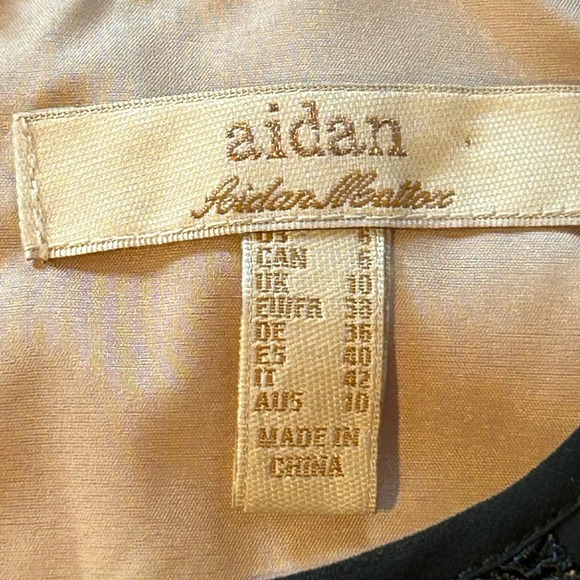 aidan
Aidan Mattox
US
CAN 6
UK 10
EU/FR 38
DE 36
ES 40
IT 42
AUS 10
MADE IN
CHINA